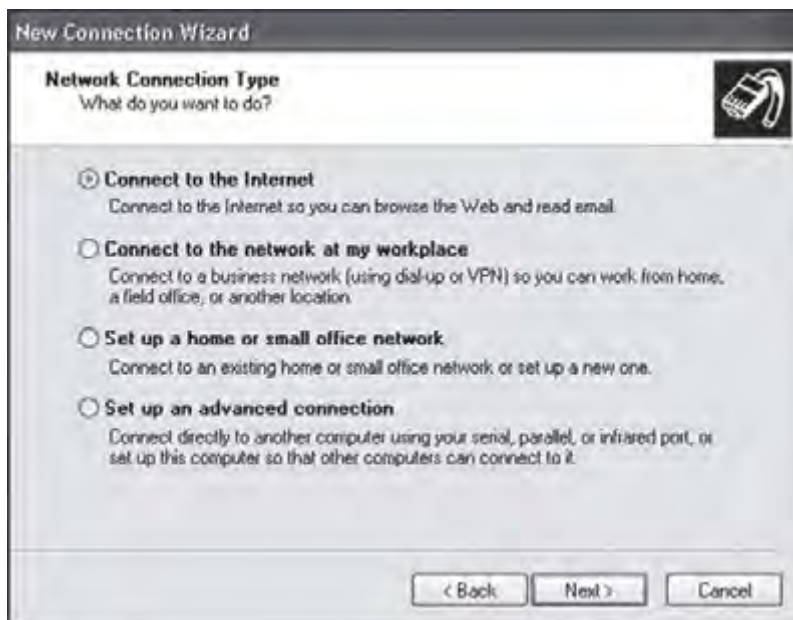 New Connection Wizard
Network Connection Type
What do you want to do?
Connect to the Internet
Connect to the Internet so you can browse the Web and read email.
Connect to the network at my workplace
Connect to a business network (using dial-up or VPN) so you can work from home,
a field office, or another location.
Set up a home or small office network
Connect to an existing home or small office network or set up a new one.
Set up an advanced connection
Connect directly to another computer using your serial, parallel, or infrared port, or
set up this computer so that other computers can connect to it.
< Back
Next >
Cancel